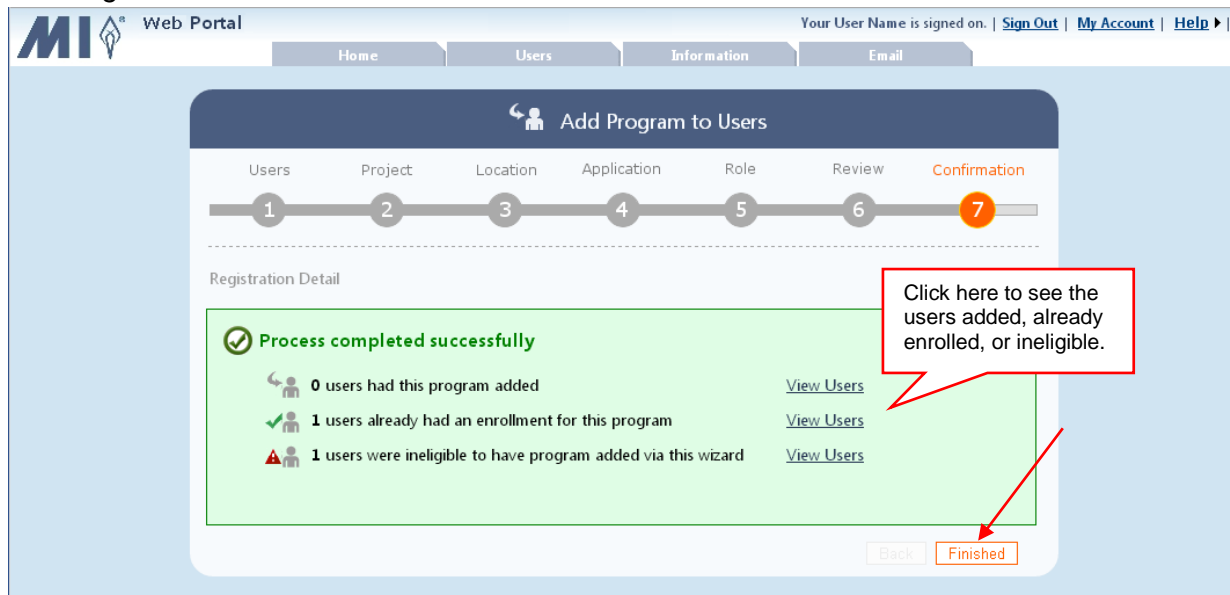 MI® Web Portal
Your User Name is signed on. | Sign Out | My Account | Help ▶ |
Home Users Information Email
Add Program to Users
Users Project Location Application Role Review Confirmation
1 2 3 4 5 6 7
Registration Detail
Click here to see the
users added, already
enrolled, or ineligible.
Process completed successfully
0 users had this program added View Users
1 users already had an enrollment for this program View Users
1 users were ineligible to have program added via this wizard View Users
Back Finished